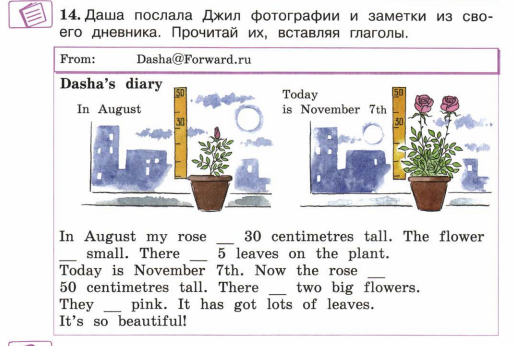 14. Даша послала Джил фотографии и заметки из сво-
его дневника. Прочитай их, вставляя глаголы.
From: Dasha@Forward.ru
Dasha's diary
In August
50
30
Today
is November 7th
50
30
In August my rose __ 30 centimetres tall. The flower
__ small. There __ 5 leaves on the plant.
Today is November 7th. Now the rose __
50 centimetres tall. There __ two big flowers.
They __ pink. It has got lots of leaves.
It's so beautiful!